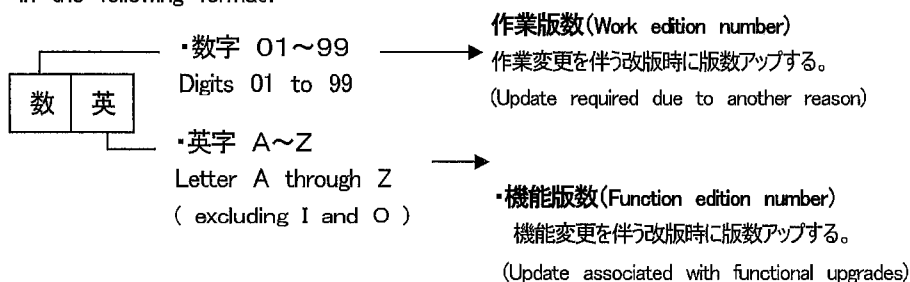 in the following format.
数 英
・数字 01～99
Digits 01 to 99
・英字 A～Z
Letter A through Z
( excluding I and O )
作業版数(Work edition number)
作業変更を伴う改版時に版数アップする。
(Update required due to another reason)
・機能版数(Function edition number)
機能変更を伴う改版時に版数アップする。
(Update associated with functional upgrades)